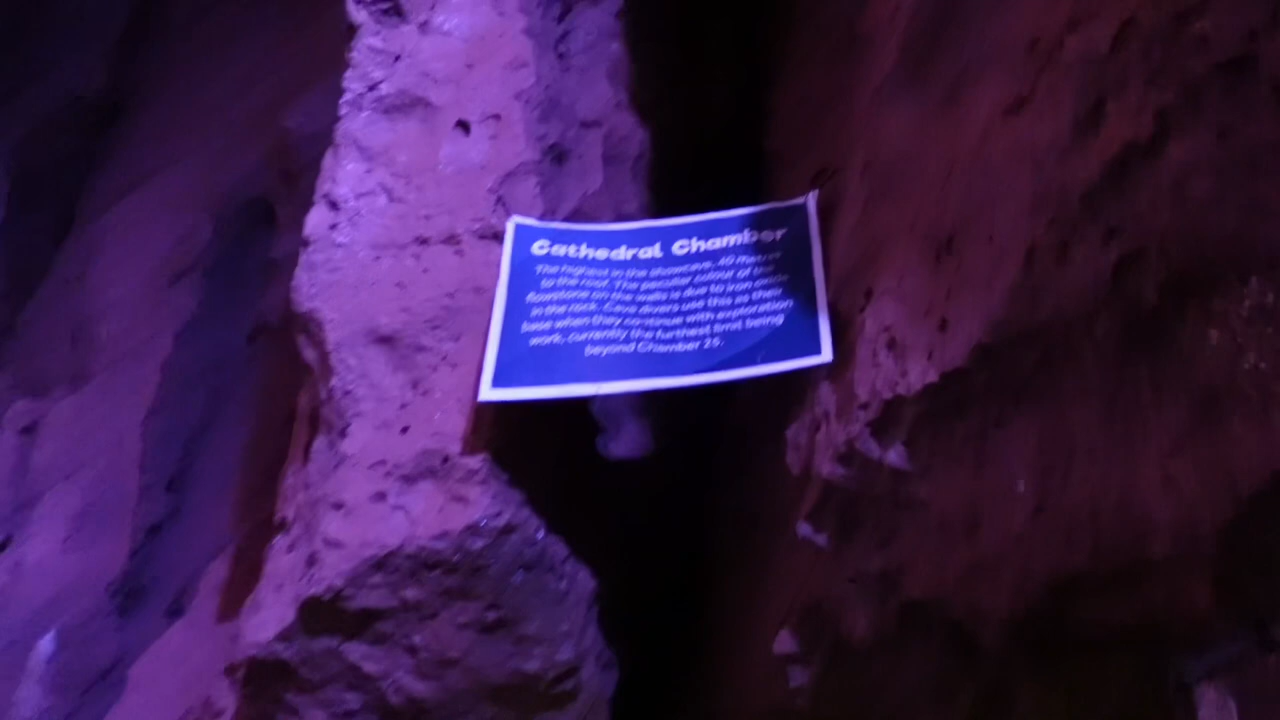 Cathedral Chamber
The highest in the showcave, 40 metres
to the roof. The peculiar colour of the
flowstone on the walls is due to iron oxide
in the rock. Cave divers use this as their
base when they continue with exploration
work, currently the furthest limit being
beyond Chamber 25.